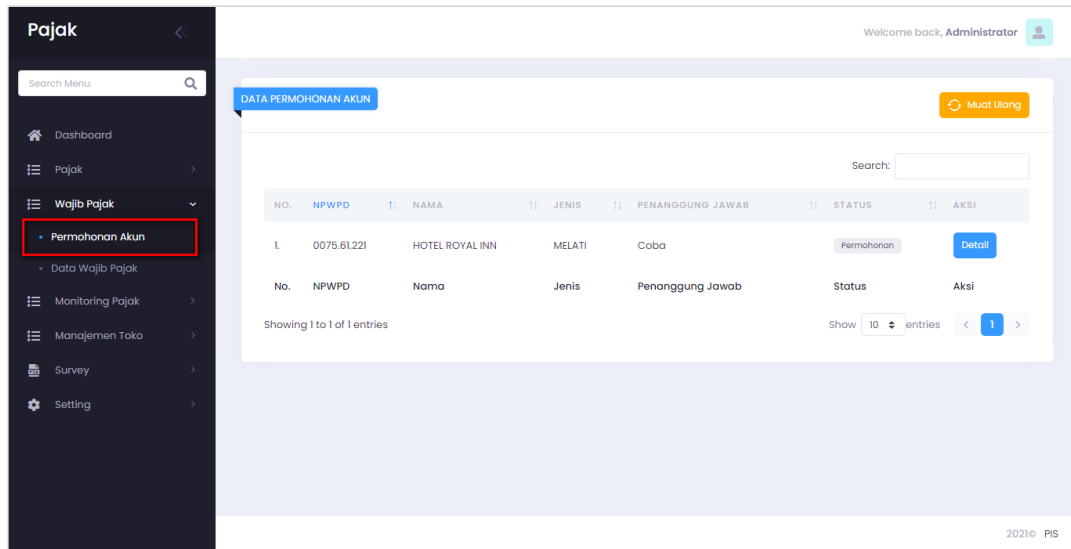 Pajak
Welcome back, Administrator
Search Menu
Dashboard
Pajak
Wajib Pajak
Permohonan Akun
Data Wajib Pajak
Monitoring Pajak
Manajemen Toko
Survey
Setting
DATA PERMOHONAN AKUN
Muat Ulang
Search:
NO. NPWPD NAMA JENIS PENANGGUNG JAWAB STATUS AKSI
1. 0075.61.221 HOTEL ROYAL INN MELATI Coba Permohonan Detail
No. NPWPD Nama Jenis Penanggung Jawab Status Aksi
Showing 1 to 1 of 1 entries Show 10 entries < 1 >
2021© PIS